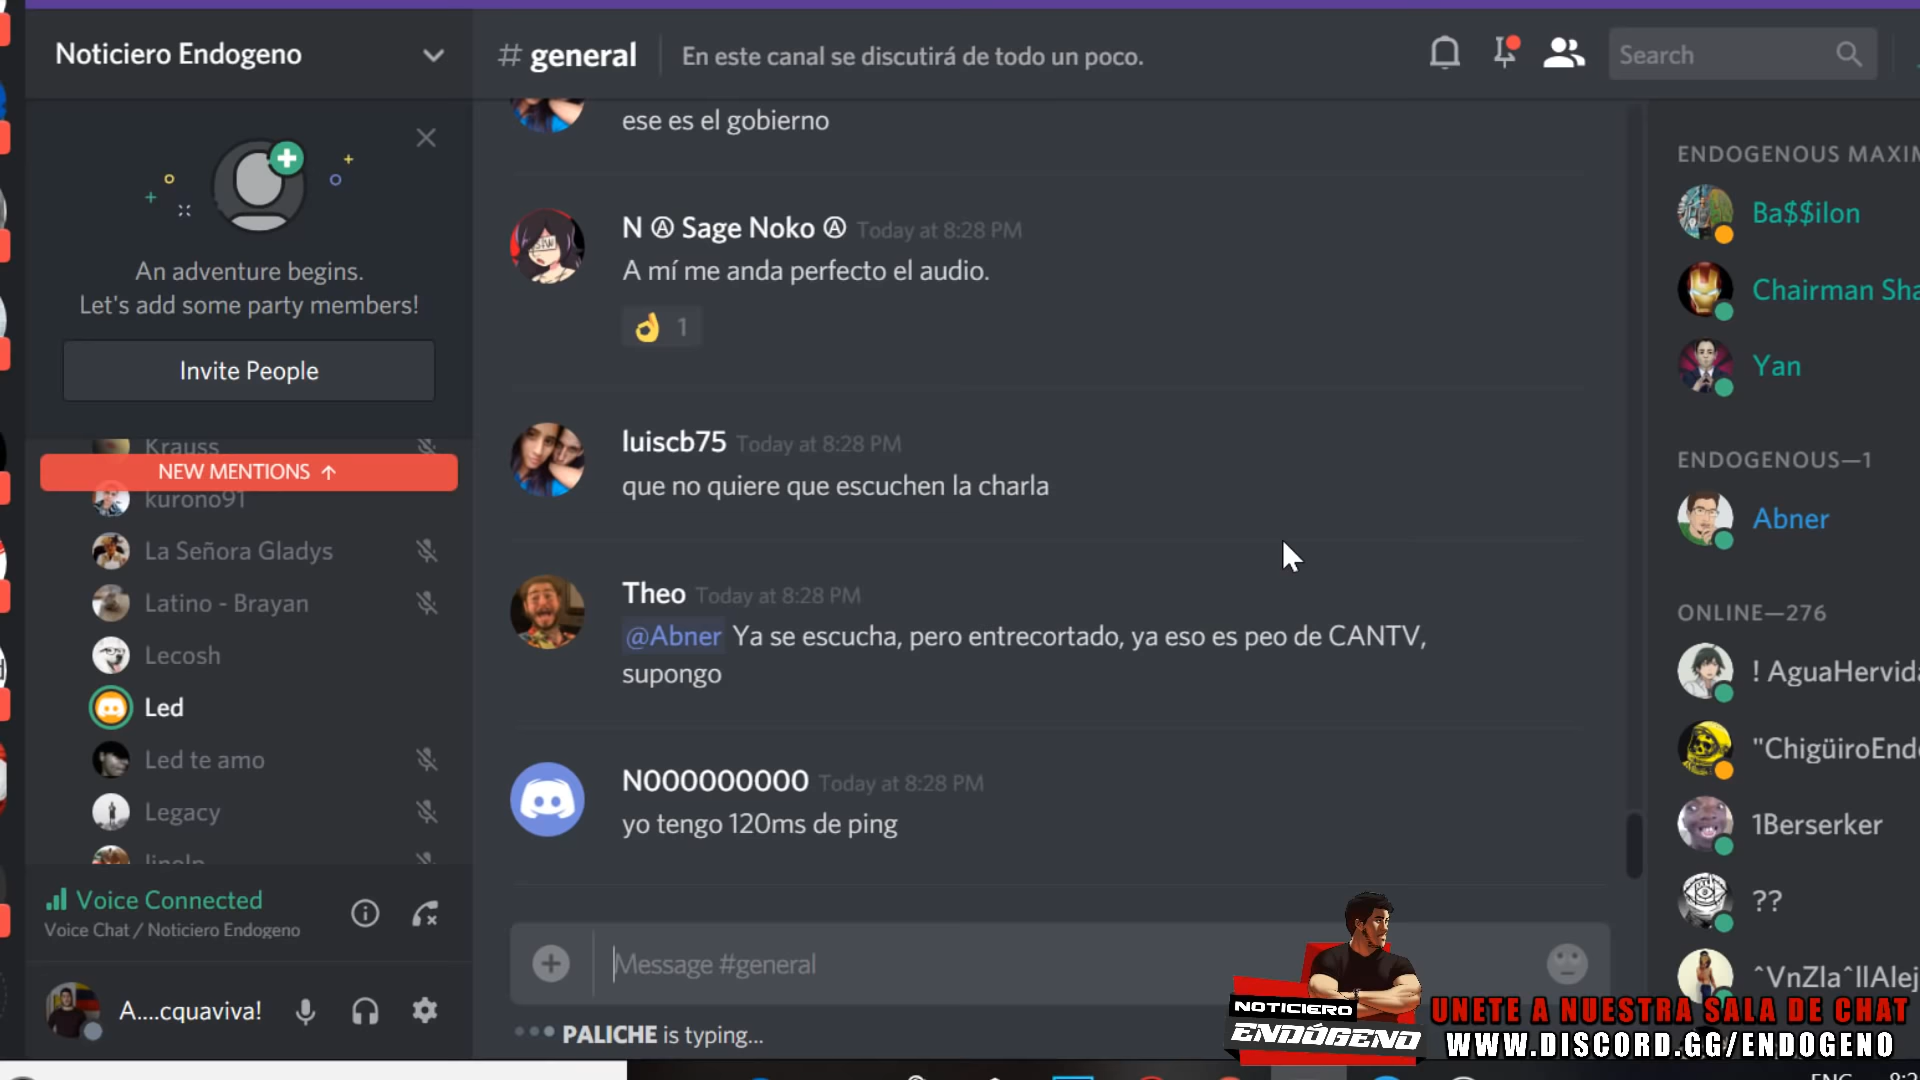 Noticiero Endogeno
# general
En este canal se discutirá de todo un poco.
Search
An adventure begins.
Let's add some party members!
Invite People
Krauss
NEW MENTIONS ↑
kurono91
La Señora Gladys
Latino - Brayan
Lecosh
Led
Led te amo
Legacy
Voice Connected
Voice Chat / Noticiero Endogeno
A....cquaviva!
ese es el gobierno
N Ⓐ Sage Noko Ⓐ Today at 8:28 PM
A mí me anda perfecto el audio.
👌 1
luiscb75 Today at 8:28 PM
que no quiere que escuchen la charla
Theo Today at 8:28 PM
@Abner Ya se escucha, pero entrecortado, ya eso es peo de CANTV,
supongo
N000000000 Today at 8:28 PM
yo tengo 120ms de ping
Message #general
PALICHE is typing...
ENDOGENOUS MAXIM
Ba$$ilon
Chairman Sha
Yan
ENDOGENOUS—1
Abner
ONLINE—276
! AguaHervida
"ChigüiroEndo
1Berserker
??
^VnZla^llAlej
NOTICIERO
ENDÓGENO
UNETE A NUESTRA SALA DE CHAT
WWW.DISCORD.GG/ENDOGENO